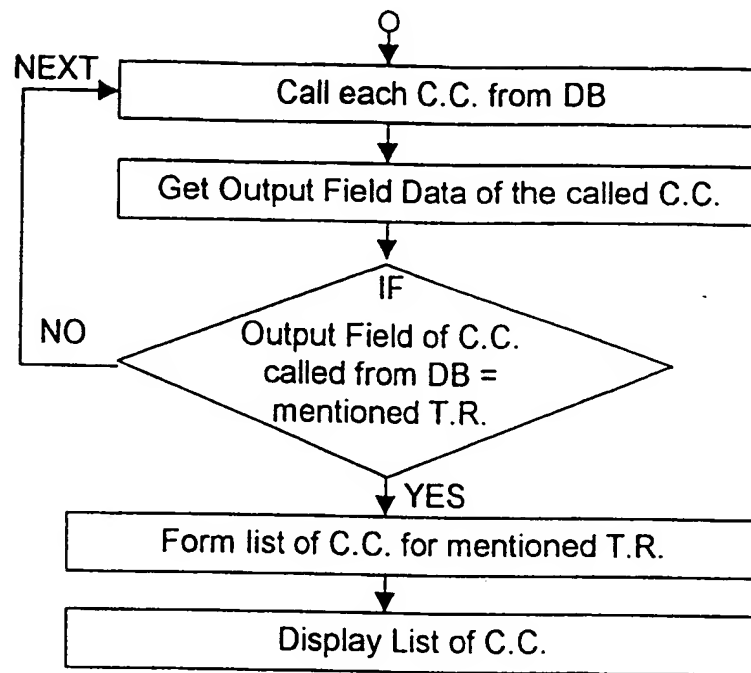 NEXT
Call each C.C. from DB
Get Output Field Data of the called C.C.
IF
NO
Output Field of C.C.
called from DB =
mentioned T.R.
YES
Form list of C.C. for mentioned T.R.
Display List of C.C.